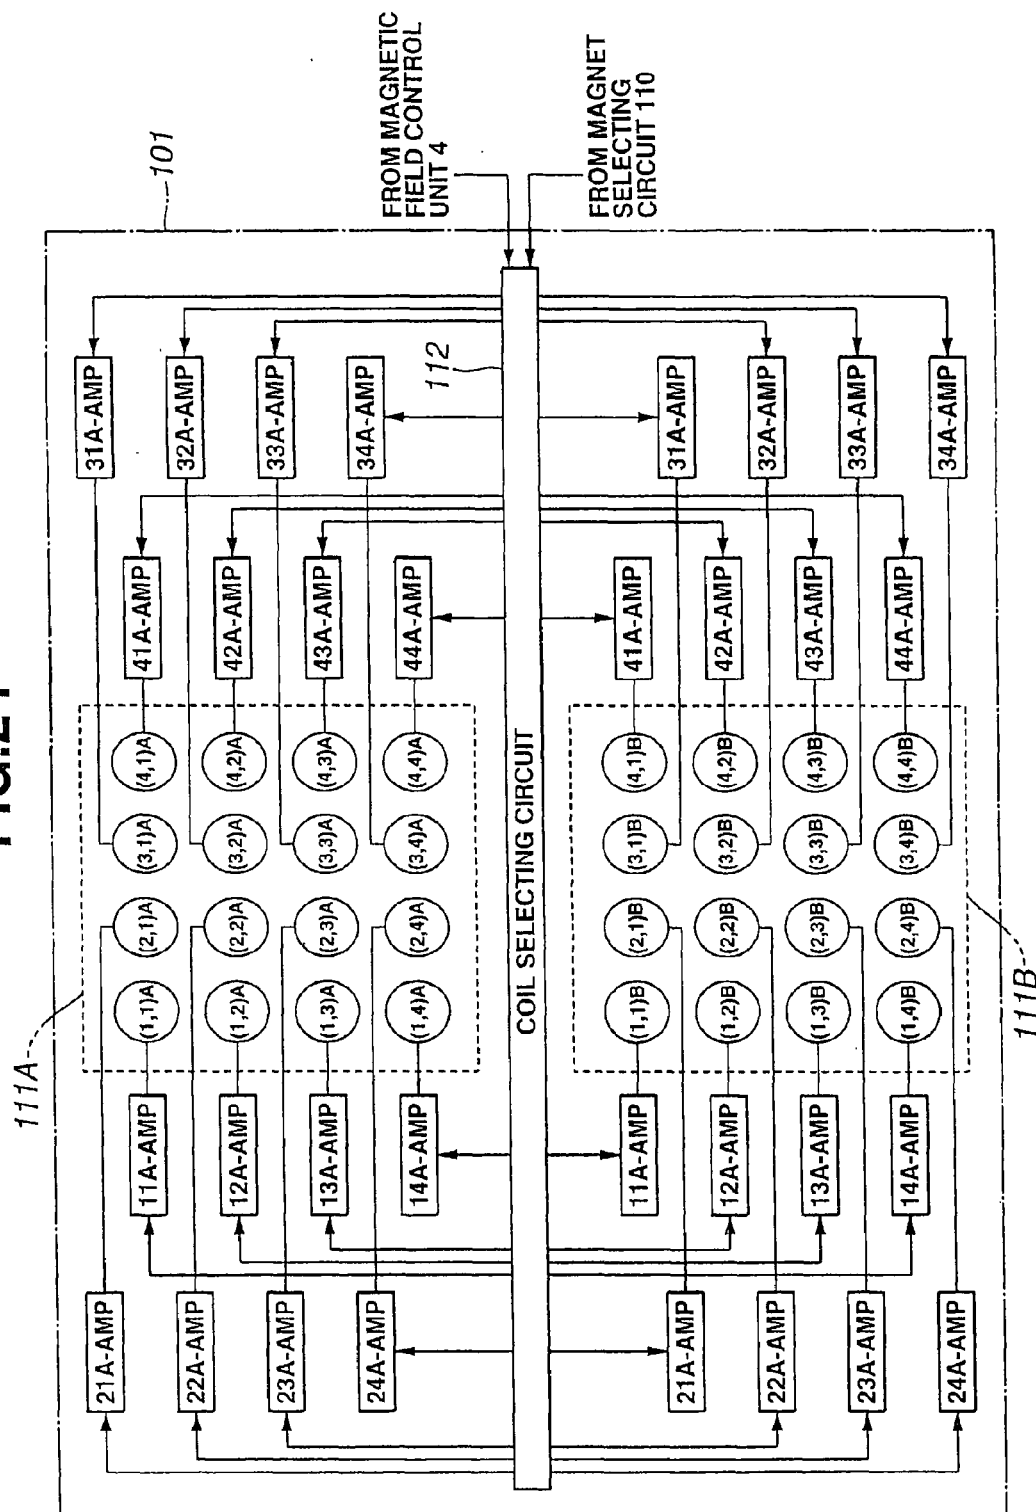 111A
21A-AMP
31A-AMP
11A-AMP
(1,1)A
(2,1)A
(3,1)A
(4,1)A
41A-AMP
101
22A-AMP
32A-AMP
12A-AMP
(1,2)A
(2,2)A
(3,2)A
(4,2)A
42A-AMP
23A-AMP
33A-AMP
13A-AMP
(1,3)A
(2,3)A
(3,3)A
(4,3)A
43A-AMP
24A-AMP
34A-AMP
14A-AMP
(1,4)A
(2,4)A
(3,4)A
(4,4)A
44A-AMP
FROM MAGNETIC
FIELD CONTROL
UNIT 4
112
COIL SELECTING CIRCUIT
FROM MAGNET
SELECTING
CIRCUIT 110
11A-AMP
(1,1)B
(2,1)B
(3,1)B
(4,1)B
41A-AMP
21A-AMP
31A-AMP
12A-AMP
(1,2)B
(2,2)B
(3,2)B
(4,2)B
42A-AMP
22A-AMP
32A-AMP
13A-AMP
(1,3)B
(2,3)B
(3,3)B
(4,3)B
43A-AMP
23A-AMP
33A-AMP
14A-AMP
(1,4)B
(2,4)B
(3,4)B
(4,4)B
44A-AMP
24A-AMP
34A-AMP
111B